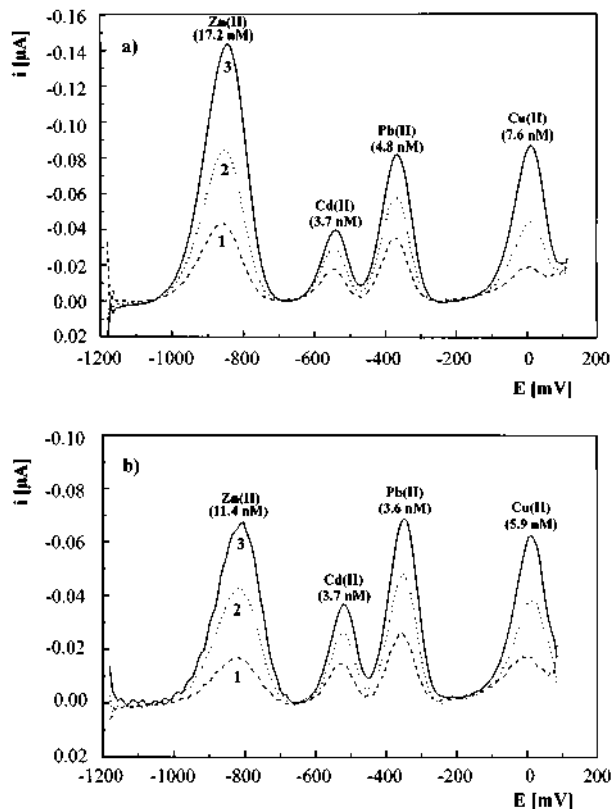 -0.16
Zn(II)
(17.2 nM)
a)
-0.14
3
-0.12
-0.10
Cu(II)
(7.6 nM)
Pb(II)
(4.8 nM)
-0.08
2
-0.06
Cd(II)
(3.7 nM)
-0.04
1
-0.02
0.00
0.02
i [µA]
-1200 -1000 -800 -600 -400 -200 0 200
E [mV]
-0.10
b)
Zn(II)
(11.4 nM)
Pb(II)
(3.6 nM)
-0.08
Cu(II)
(5.9 nM)
-0.06
3
Cd(II)
(3.7 nM)
-0.04
2
-0.02
1
0.00
0.02
i [µA]
-1200 -1000 -800 -600 -400 -200 0 200
E [mV]